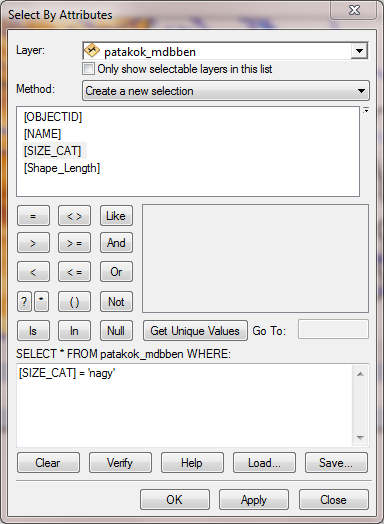 Select By Attributes
Layer: patakok_mdbben
Only show selectable layers in this list
Method: Create a new selection
[OBJECTID]
[NAME]
[SIZE_CAT]
[Shape_Length]
= < > Like
> > = And
< < = Or
? * ( ) Not
Is In Null Get Unique Values Go To:
SELECT * FROM patakok_mdbben WHERE:
[SIZE_CAT] = 'nagy'
Clear Verify Help Load... Save...
OK Apply Close